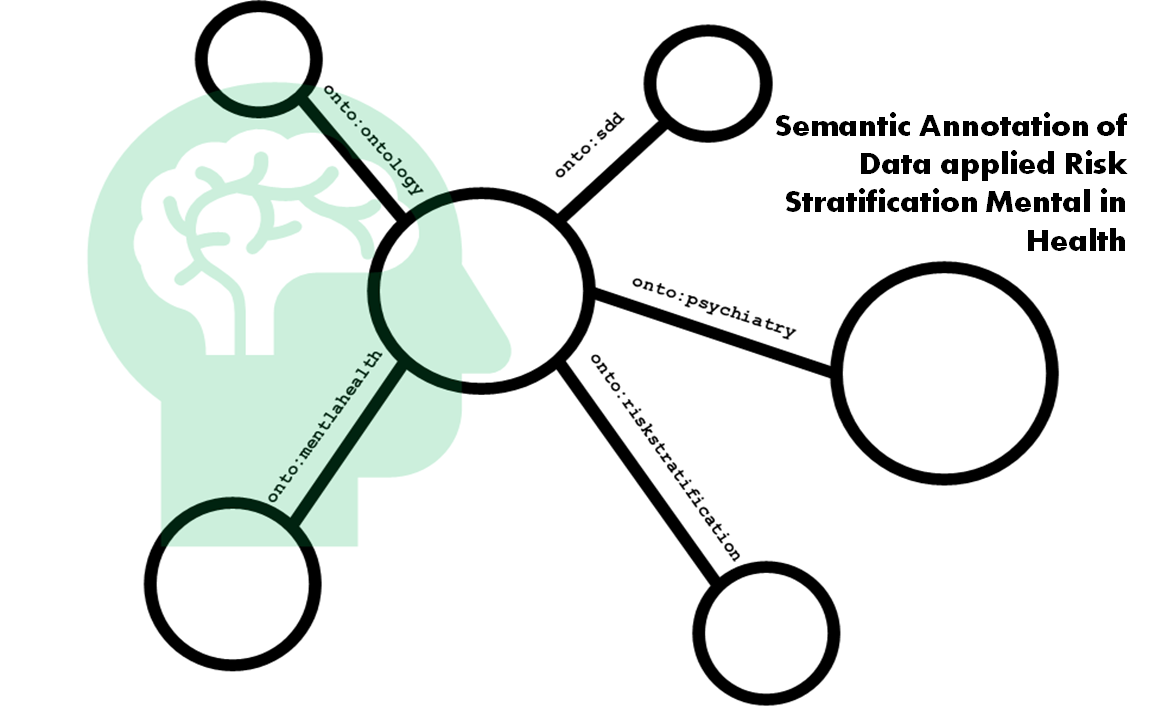 onto:ontology
onto:sdd
Semantic Annotation of
Data applied Risk
Stratification Mental in
Health
onto:psychiatry
onto:mentlahealth
onto:riskstratification